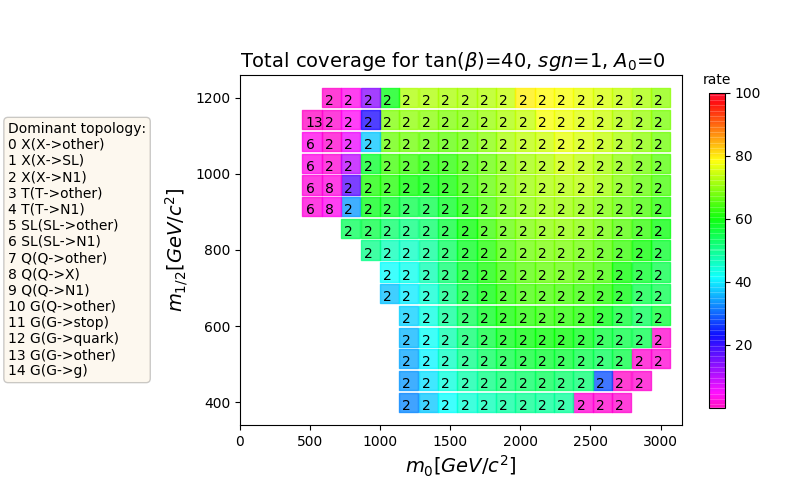 Total coverage for tan(β)=40, sgn=1, A₀=0
rate
Dominant topology:
0 X(X->other)
1 X(X->SL)
2 X(X->N1)
3 T(T->other)
4 T(T->N1)
5 SL(SL->other)
6 SL(SL->N1)
7 Q(Q->other)
8 Q(Q->X)
9 Q(Q->N1)
10 G(Q->other)
11 G(G->stop)
12 G(G->quark)
13 G(G->other)
14 G(G->g)
m₁/₂[GeV/c²]
1200
1000
800
600
400
2 2 2 2 2 2 2 2 2 2 2 2 2 2 2 2 2 2
13 2 2 2 2 2 2 2 2 2 2 2 2 2 2 2 2 2 2
6 2 2 2 2 2 2 2 2 2 2 2 2 2 2 2 2 2 2
6 2 2 2 2 2 2 2 2 2 2 2 2 2 2 2 2 2 2
6 8 2 2 2 2 2 2 2 2 2 2 2 2 2 2 2 2 2
6 8 2 2 2 2 2 2 2 2 2 2 2 2 2 2 2 2 2
2 2 2 2 2 2 2 2 2 2 2 2 2 2 2 2 2
2 2 2 2 2 2 2 2 2 2 2 2 2 2 2 2
2 2 2 2 2 2 2 2 2 2 2 2 2 2 2
2 2 2 2 2 2 2 2 2 2 2 2 2 2 2
2 2 2 2 2 2 2 2 2 2 2 2 2 2
2 2 2 2 2 2 2 2 2 2 2 2 2 2
2 2 2 2 2 2 2 2 2 2 2 2 2 2
2 2 2 2 2 2 2 2 2 2 2 2 2
2 2 2 2 2 2 2 2 2 2 2 2
0 500 1000 1500 2000 2500 3000
m₀[GeV/c²]
100
80
60
40
20